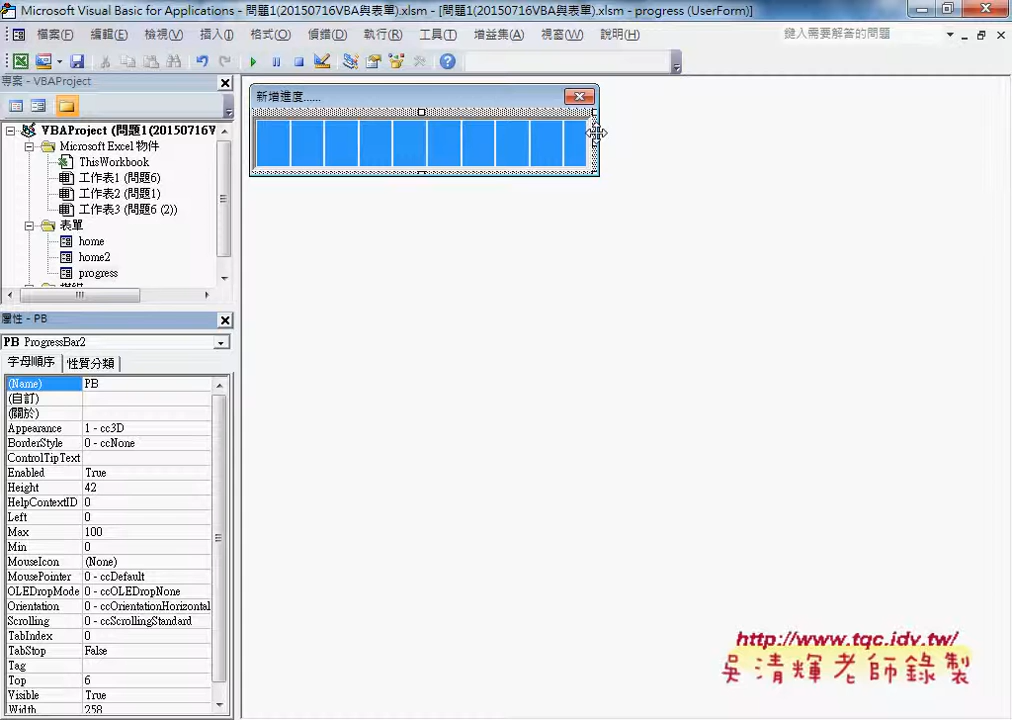 Microsoft Visual Basic for Applications - 問題1(20150716VBA與表單).xlsm - [問題1(20150716VBA與表單).xlsm - progress (UserForm)]
檔案(F) 編輯(E) 檢視(V) 插入(I) 格式(O) 偵錯(D) 執行(R) 工具(T) 增益集(A) 視窗(W) 說明(H) 鍵入需要解答的問題
專案 - VBAProject
VBAProject (問題1(20150716V
Microsoft Excel 物件
ThisWorkbook
工作表1 (問題6)
工作表2 (問題1)
工作表3 (問題6 (2))
表單
home
home2
progress
新增進度......
屬性 - PB
PB ProgressBar2
字母順序 性質分類
(Name) PB
(自訂)
(關於)
Appearance 1 - cc3D
BorderStyle 0 - ccNone
ControlTipText
Enabled True
Height 42
HelpContextID 0
Left 0
Max 100
Min 0
MouseIcon (None)
MousePointer 0 - ccDefault
OLEDropMode 0 - ccOLEDropNone
Orientation 0 - ccOrientationHorizontal
Scrolling 0 - ccScrollingStandard
TabIndex 0
TabStop False
Tag
Top 6
Visible True
Width 258
http://www.tqc.idv.tw/
吳清輝老師錄製